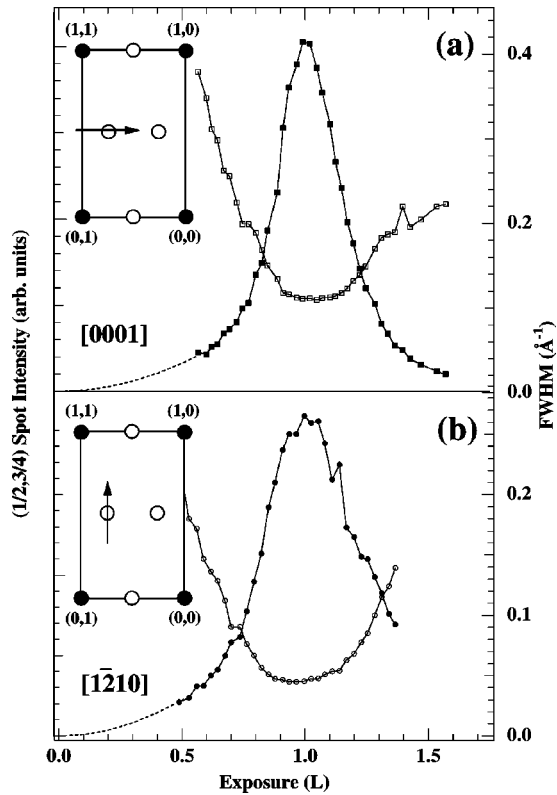 (1,1) (1,0) (a)
0.4
(0,1) (0,0)
0.2
[0001]
0.0
(1/2,3/4) Spot Intensity (arb. units)
FWHM (Å⁻¹)
(1,1) (1,0) (b)
0.2
(0,1) (0,0)
0.1
[1̄210]
0.0
0.0 0.5 1.0 1.5
Exposure (L)